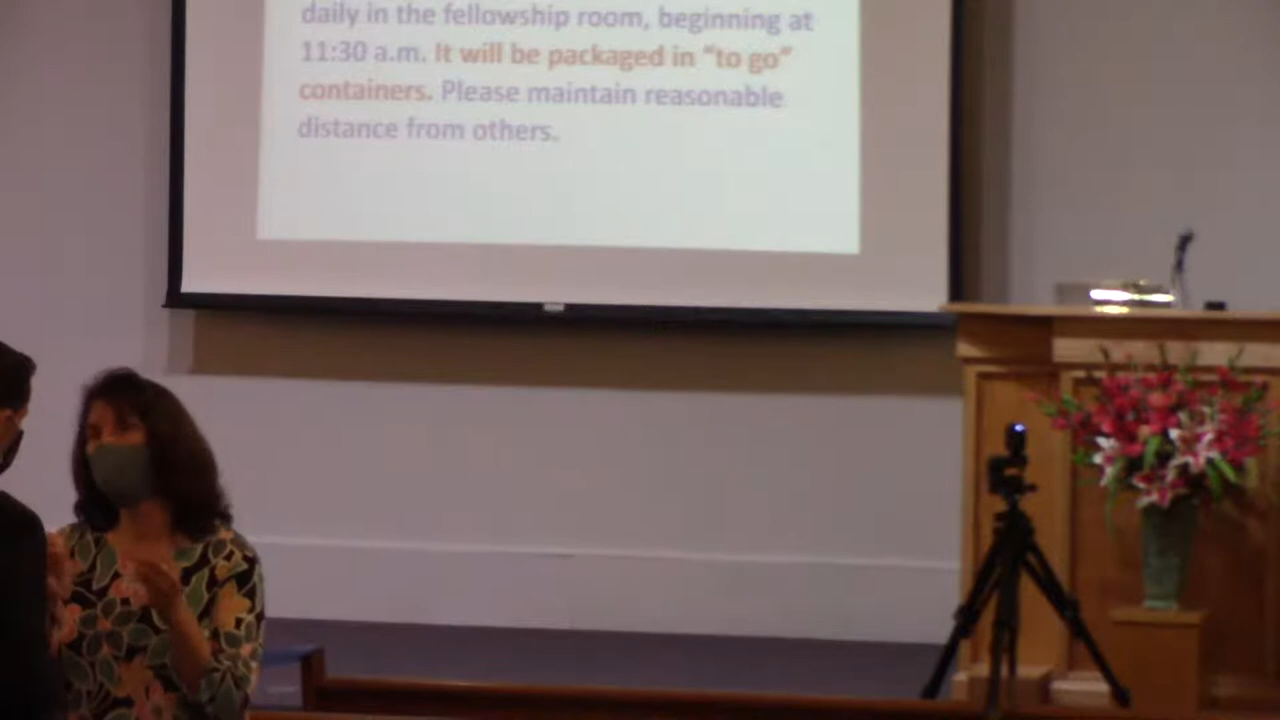 daily in the fellowship room, beginning at
11:30 a.m. It will be packaged in “to go”
containers. Please maintain reasonable
distance from others.